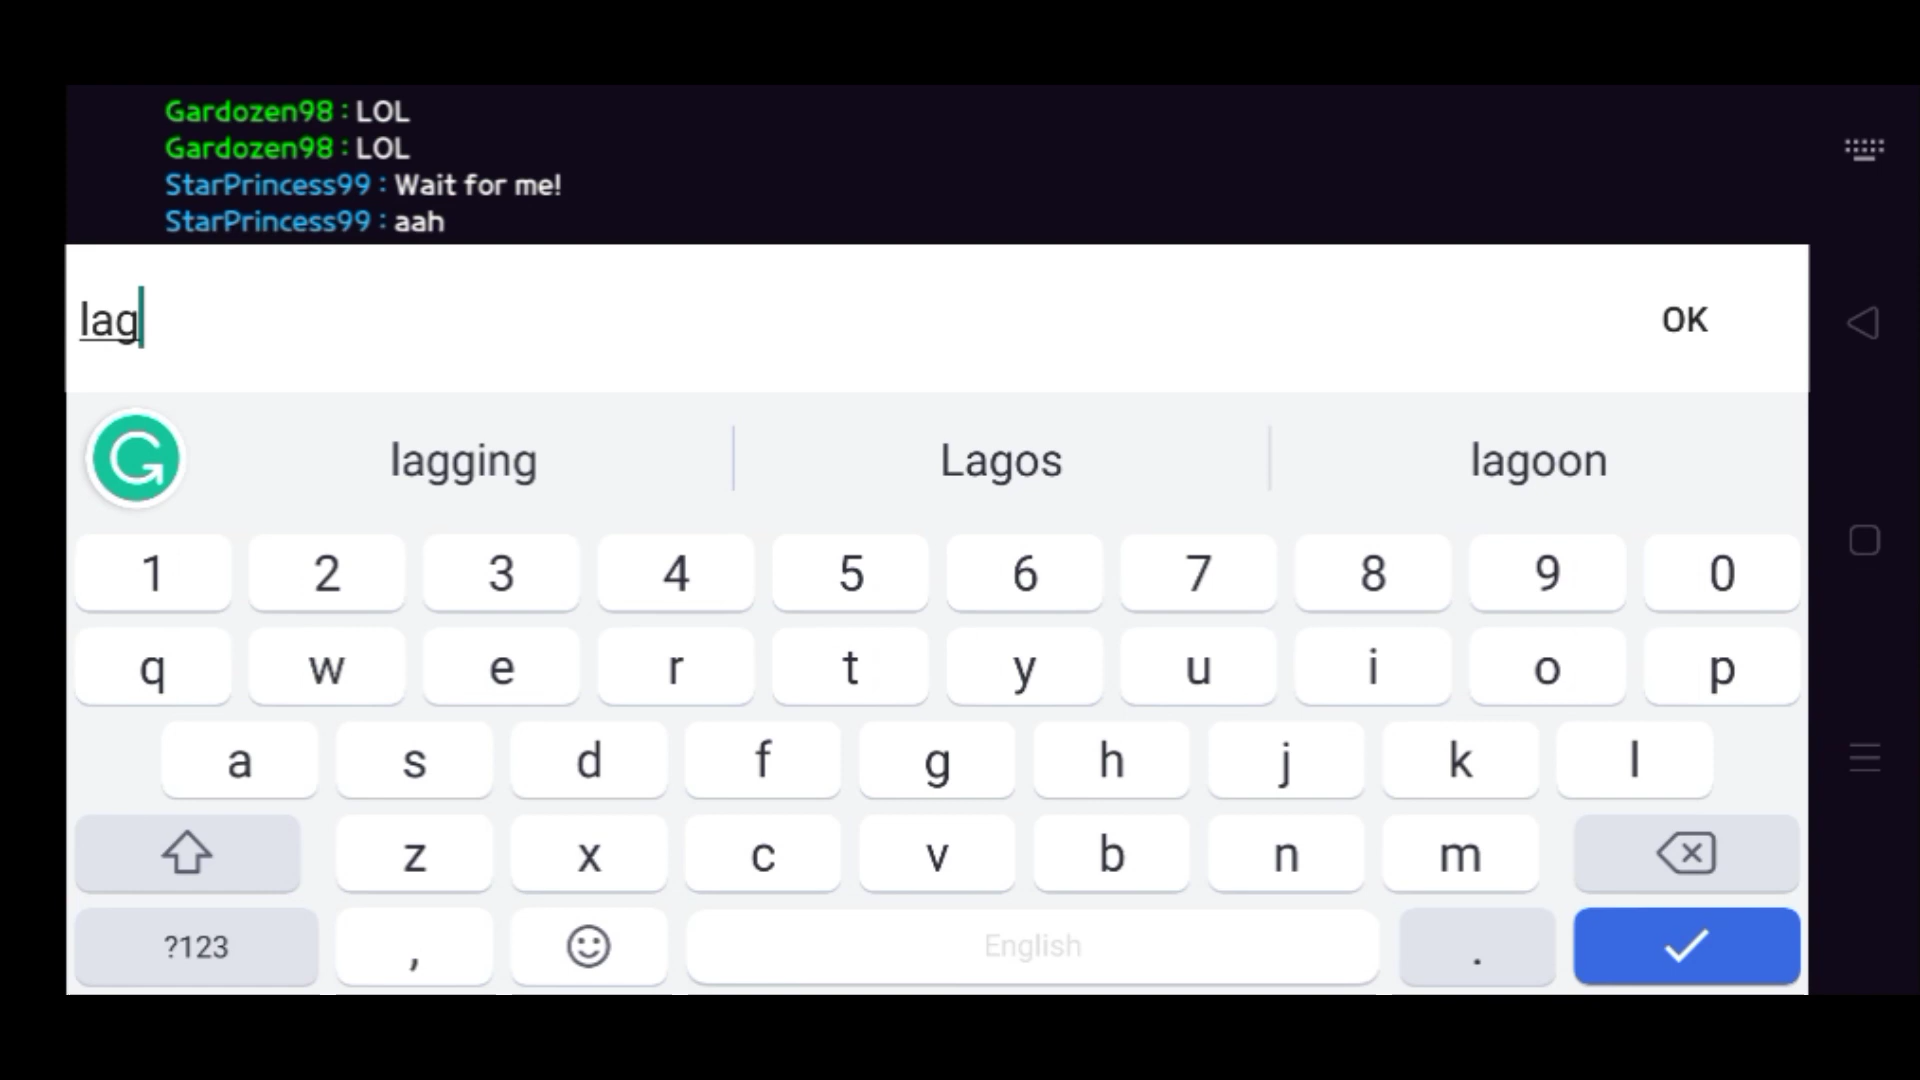 Gardozen98 : LOL
Gardozen98 : LOL
StarPrincess99 : Wait for me!
StarPrincess99 : aah
lag OK
lagging Lagos lagoon
1 2 3 4 5 6 7 8 9 0
q w e r t y u i o p
a s d f g h j k l
z x c v b n m
?123 , English .